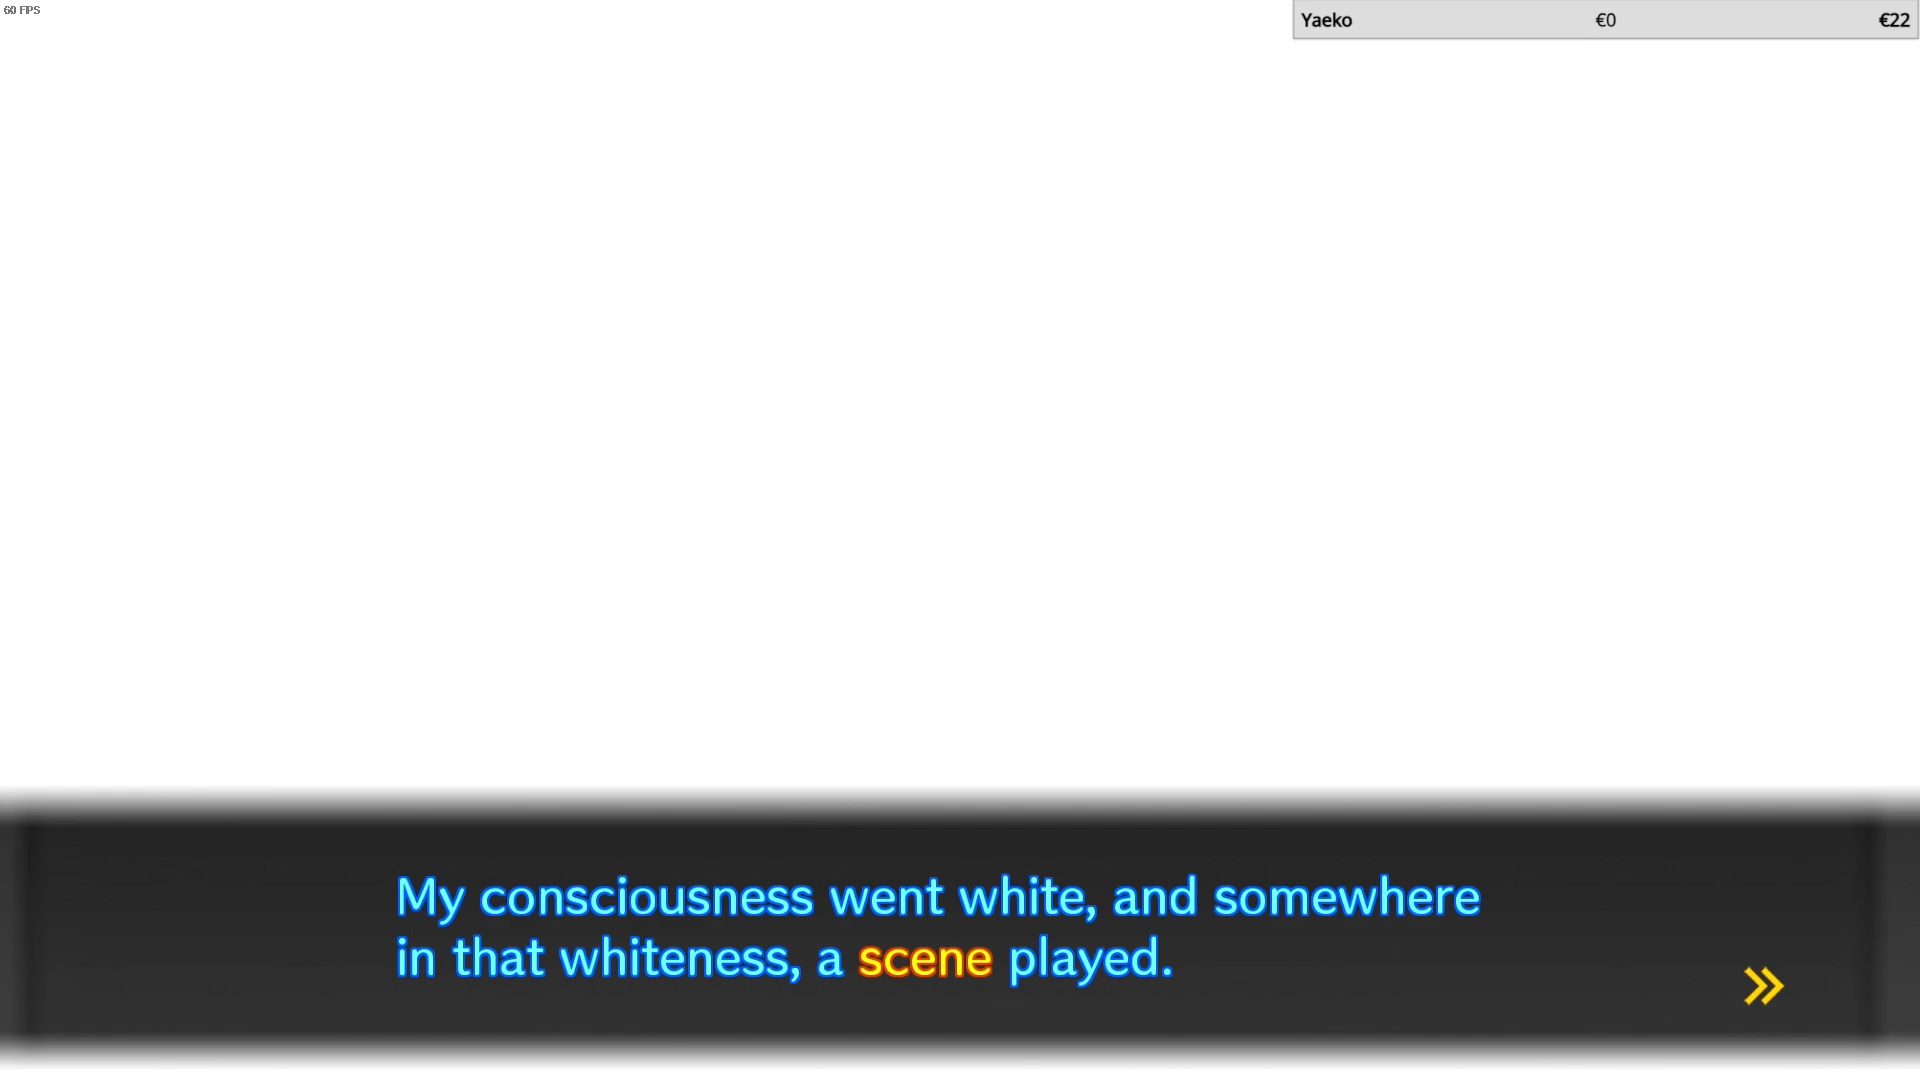 60 FPS
Yaeko €0 €22
My consciousness went white, and somewhere
in that whiteness, a scene played.